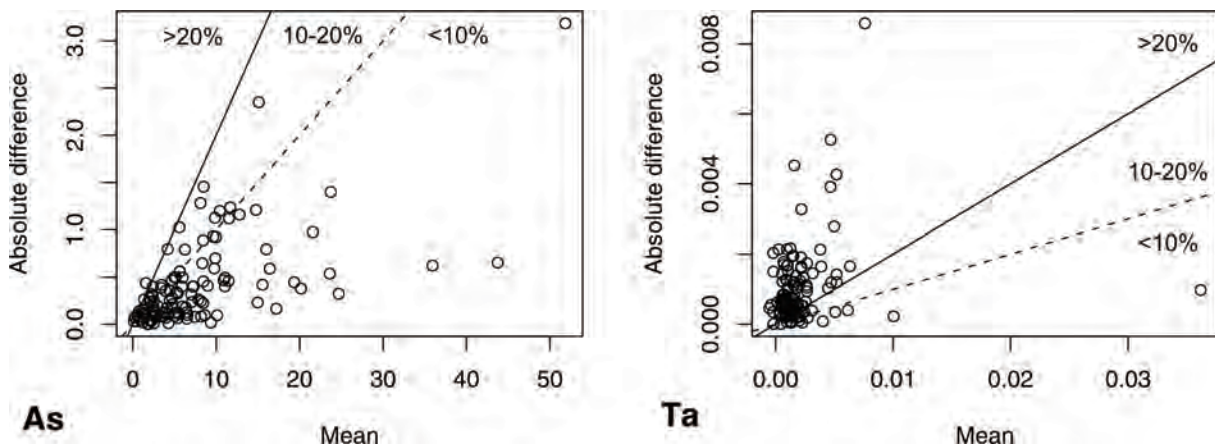 >20% 10-20% <10%
Absolute difference
0.0 1.0 2.0 3.0
0 10 20 30 40 50
As
Mean
>20%
10-20%
<10%
Absolute difference
0.000 0.004 0.008
0.00 0.01 0.02 0.03
Ta
Mean